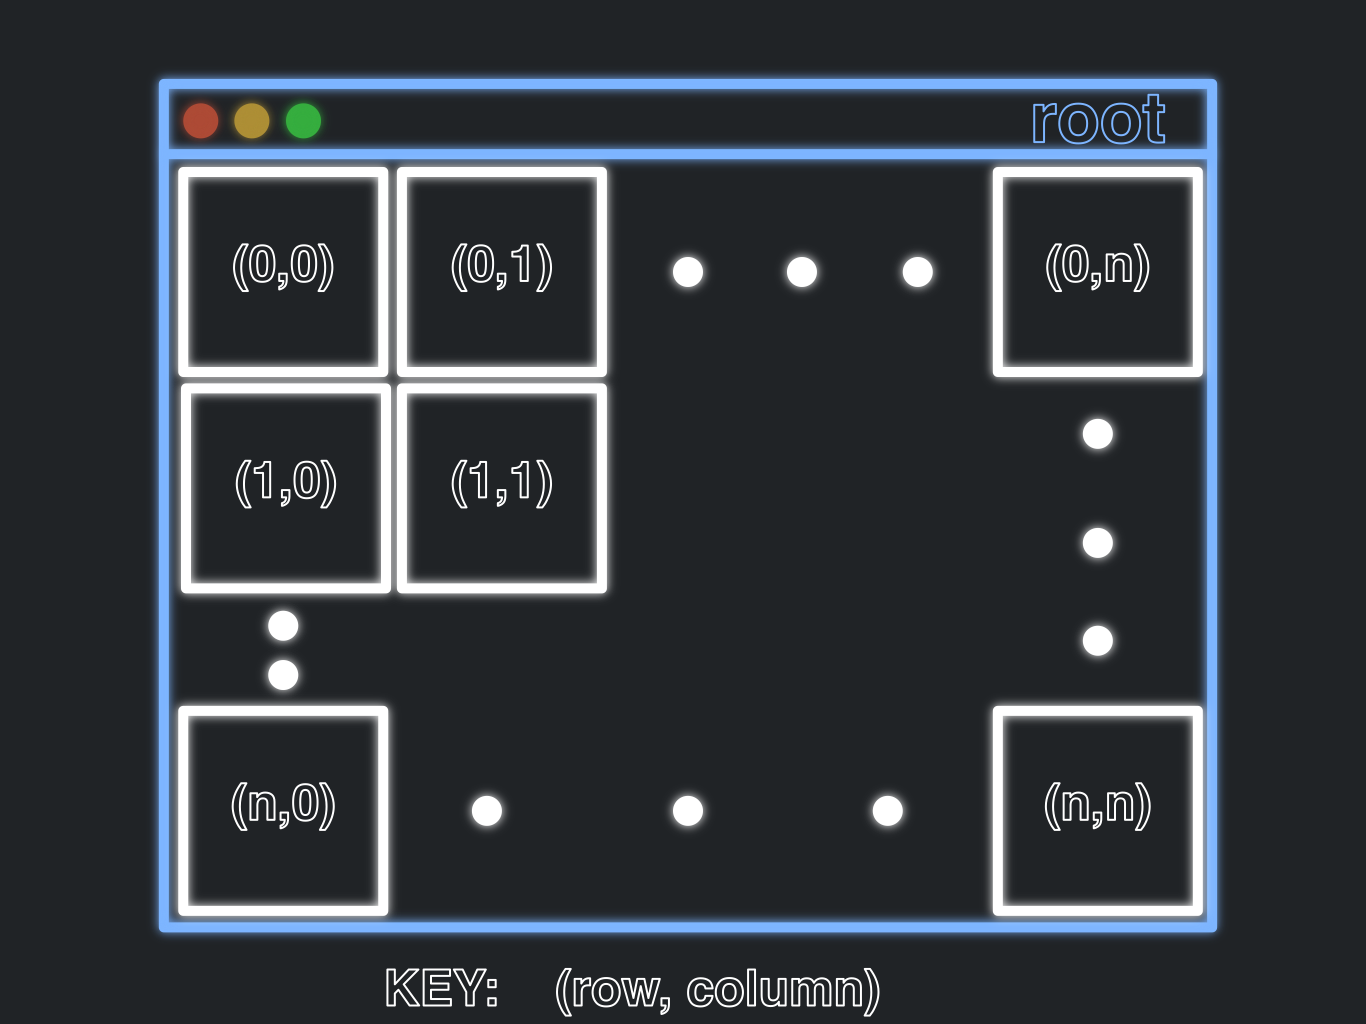 root
(0,0) (0,1) (0,n)
(1,0) (1,1)
(n,0) (n,n)
KEY: (row, column)